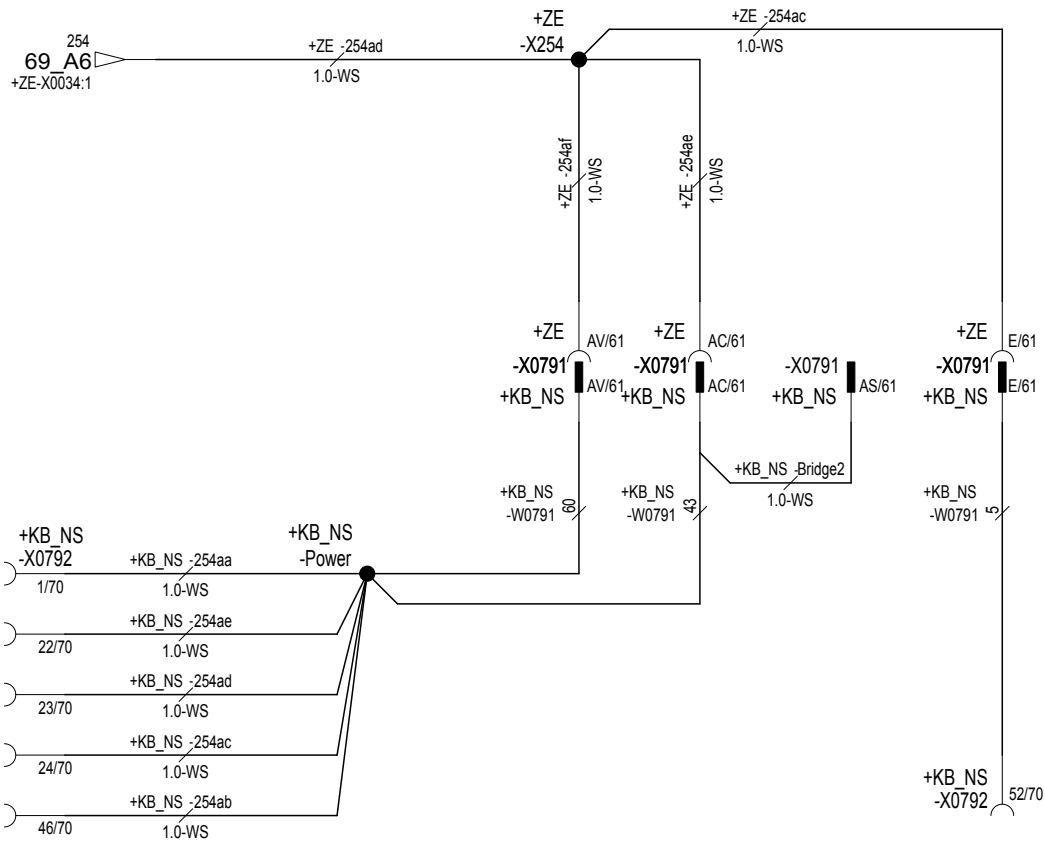 254
69_A6
+ZE-X0034:1
+ZE -254ad
1.0-WS
+ZE
-X254
+ZE -254ac
1.0-WS
+ZE -254af
1.0-WS
+ZE -254ae
1.0-WS
+ZE
AV/61
-X0791
AV/61
+KB_NS
+ZE
AC/61
-X0791
AC/61
+KB_NS
-X0791
AS/61
+KB_NS
+ZE
E/61
-X0791
E/61
+KB_NS
+KB_NS -Bridge2
1.0-WS
+KB_NS
-W0791
60
+KB_NS
-W0791
43
+KB_NS
-W0791
5
+KB_NS
-X0792
1/70
+KB_NS -254aa
1.0-WS
+KB_NS
-Power
22/70
+KB_NS -254ae
1.0-WS
23/70
+KB_NS -254ad
1.0-WS
24/70
+KB_NS -254ac
1.0-WS
46/70
+KB_NS -254ab
1.0-WS
+KB_NS
-X0792
52/70